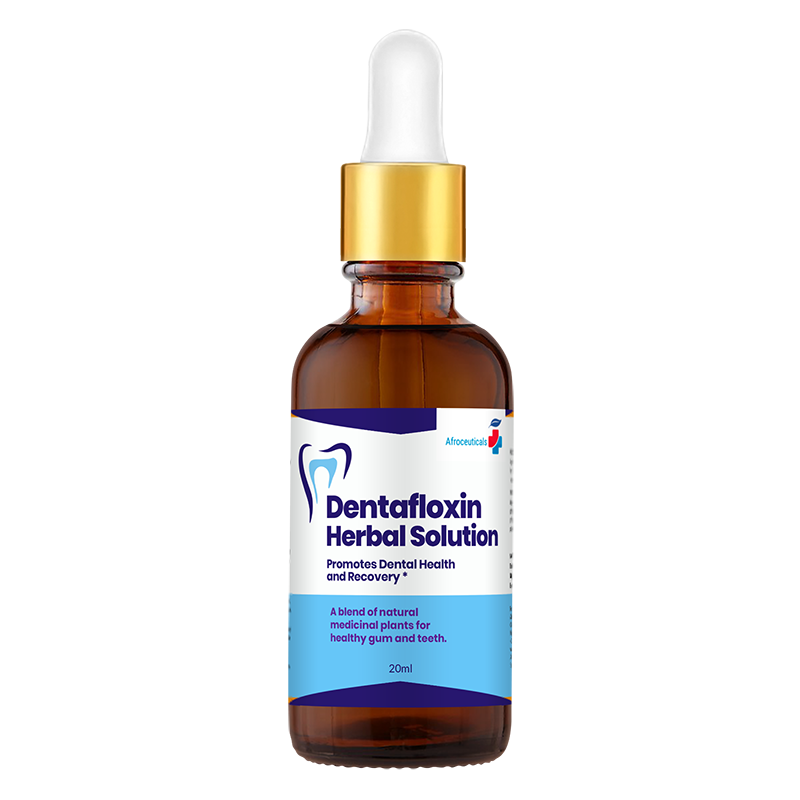 Afroceuticals
Dentafloxin
Herbal Solution
Promotes Dental Health
and Recovery *
A blend of natural
medicinal plants for
healthy gum and teeth.
20ml